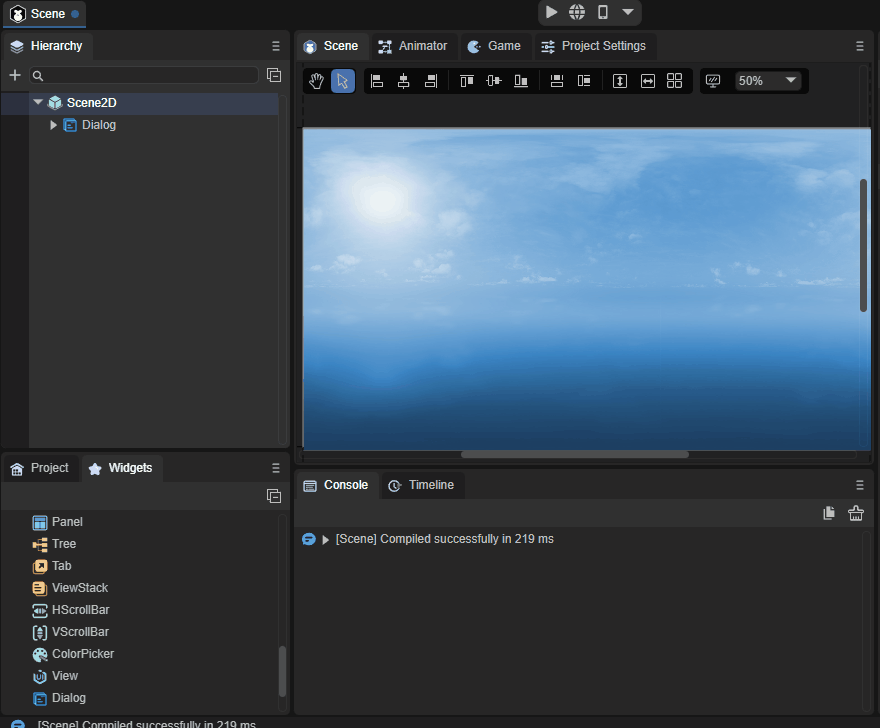 Scene
Hierarchy
Scene2D
Dialog
Scene
Animator
Game
Project Settings
50%
Project
Widgets
Panel
Tree
Tab
ViewStack
HScrollBar
VScrollBar
ColorPicker
View
Dialog
Console
Timeline
[Scene] Compiled successfully in 219 ms
[Scene] Compiled successfully in 219 ms